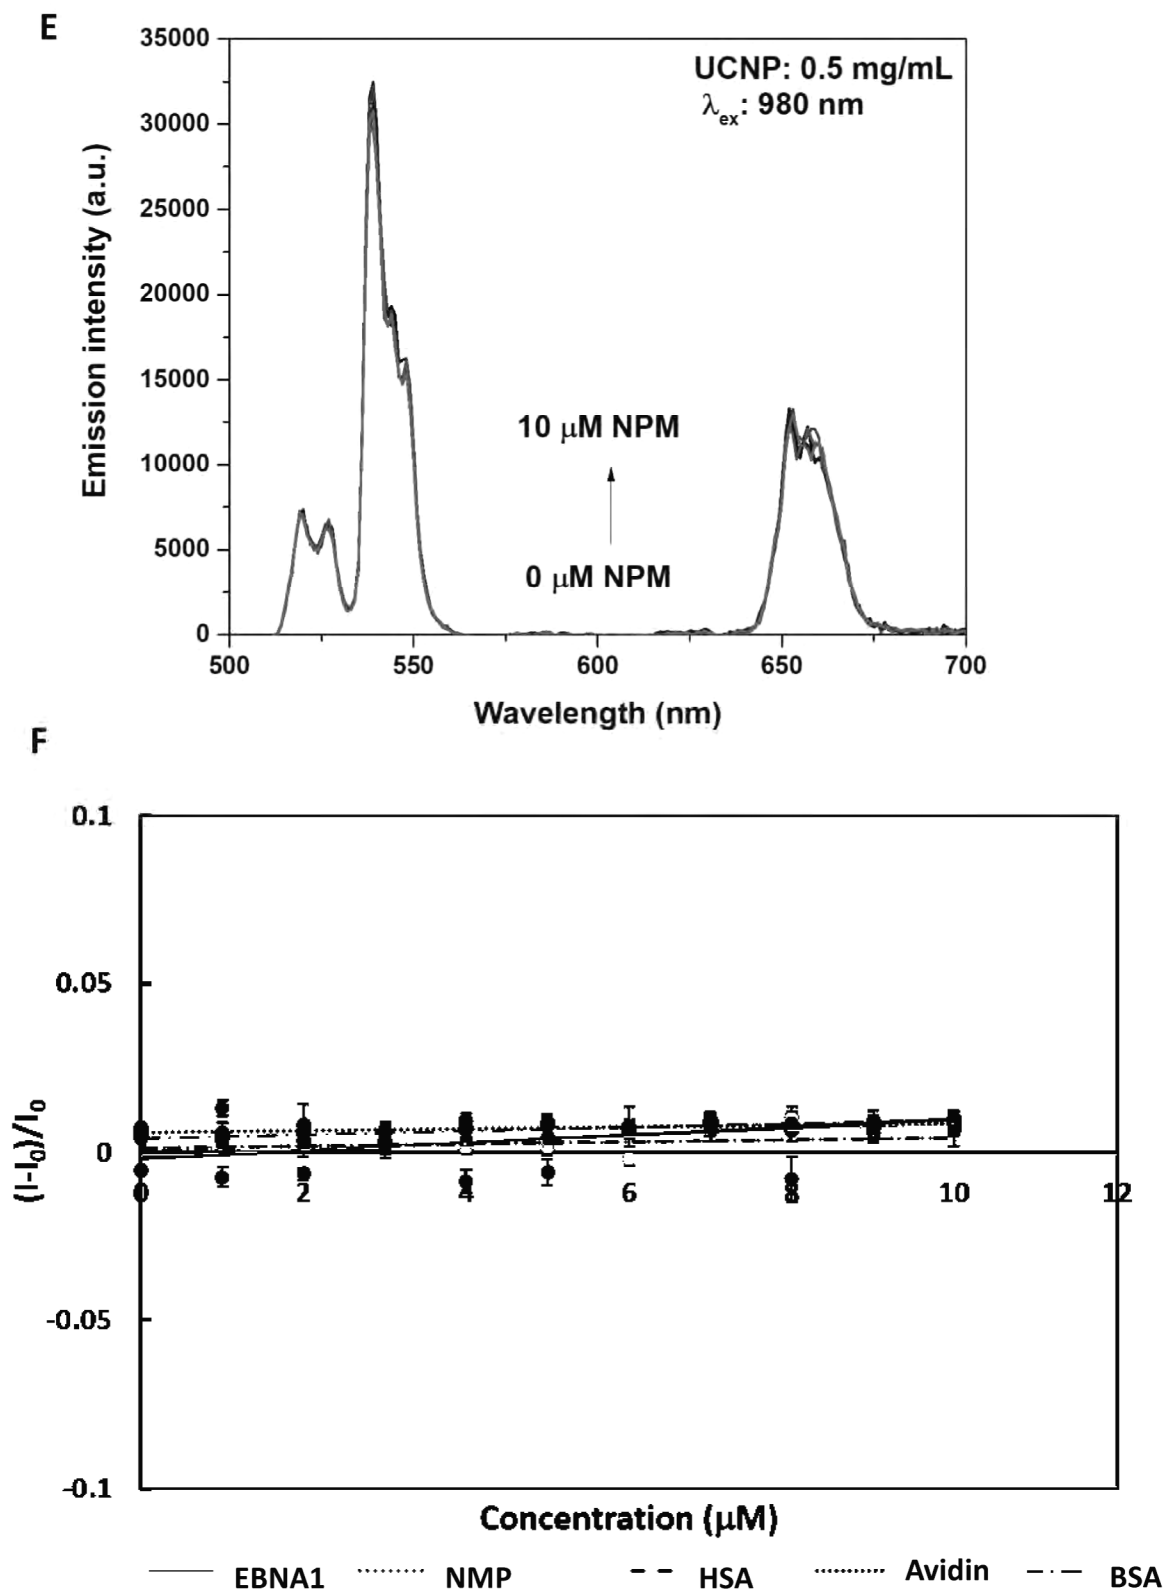 E
35000
UCNP: 0.5 mg/mL
λex: 980 nm
30000
25000
20000
15000
10 μM NPM
10000
5000
0 μM NPM
0
500 550 600 650 700
Emission intensity (a.u.)
Wavelength (nm)
F
0.1
0.05
0
0 2 4 6 8 10 12
-0.05
-0.1
(I-I0)/I0
Concentration (μM)
EBNA1 NMP HSA Avidin BSA